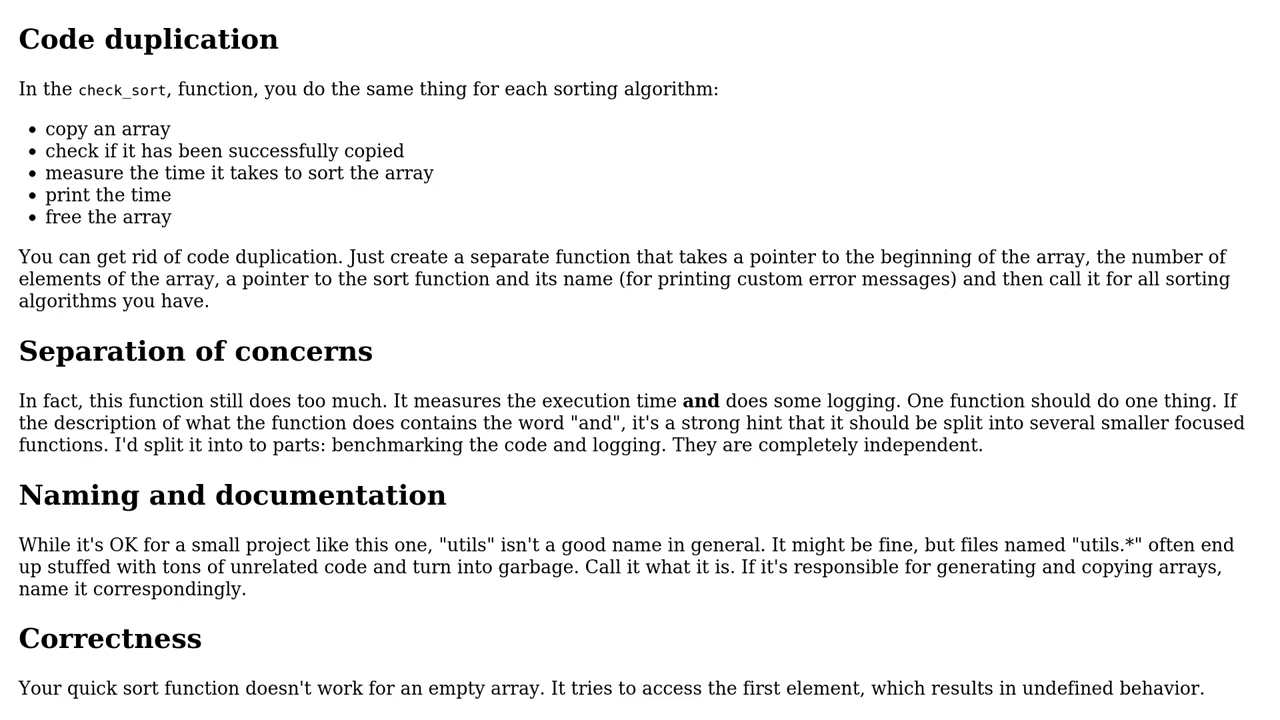 Code duplication
In the check_sort, function, you do the same thing for each sorting algorithm:
• copy an array
• check if it has been successfully copied
• measure the time it takes to sort the array
• print the time
• free the array
You can get rid of code duplication. Just create a separate function that takes a pointer to the beginning of the array, the number of
elements of the array, a pointer to the sort function and its name (for printing custom error messages) and then call it for all sorting
algorithms you have.
Separation of concerns
In fact, this function still does too much. It measures the execution time and does some logging. One function should do one thing. If
the description of what the function does contains the word "and", it's a strong hint that it should be split into several smaller focused
functions. I'd split it into to parts: benchmarking the code and logging. They are completely independent.
Naming and documentation
While it's OK for a small project like this one, "utils" isn't a good name in general. It might be fine, but files named "utils.*" often end
up stuffed with tons of unrelated code and turn into garbage. Call it what it is. If it's responsible for generating and copying arrays,
name it correspondingly.
Correctness
Your quick sort function doesn't work for an empty array. It tries to access the first element, which results in undefined behavior.